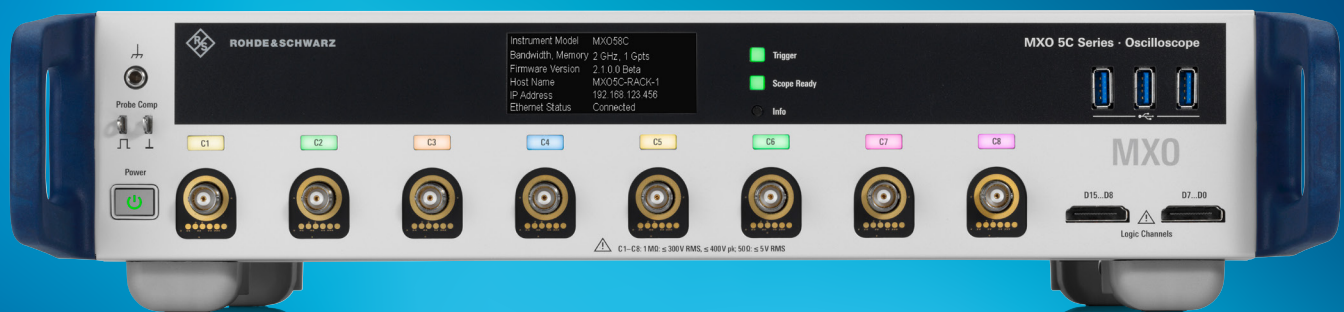 R&S
ROHDE & SCHWARZ
Instrument Model MXO58C
Bandwidth, Memory 2 GHz, 1 Gpts
Firmware Version 2.1.0.0 Beta
Host Name MXO5C-RACK-1
IP Address 192.168.123.456
Ethernet Status Connected
Trigger
Scope Ready
Info
MXO 5C Series · Oscilloscope
Probe Comp
Power
C1
C2
C3
C4
C5
C6
C7
C8
MXO
D15...D8
D7...D0
Logic Channels
C1–C8: 1 MΩ: ≤ 300 V RMS, ≤ 400 V pk; 50 Ω: ≤ 5 V RMS